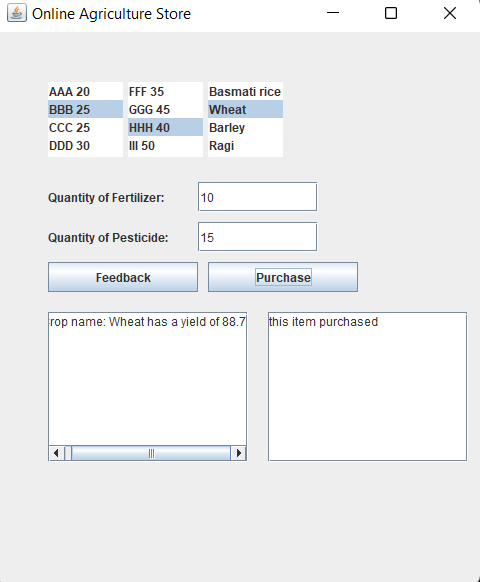 Online Agriculture Store
AAA 20
BBB 25
CCC 25
DDD 30
FFF 35
GGG 45
HHH 40
III 50
Basmati rice
Wheat
Barley
Ragi
Quantity of Fertilizer: 10
Quantity of Pesticide: 15
Feedback Purchase
rop name: Wheat has a yield of 88.7
this item purchased